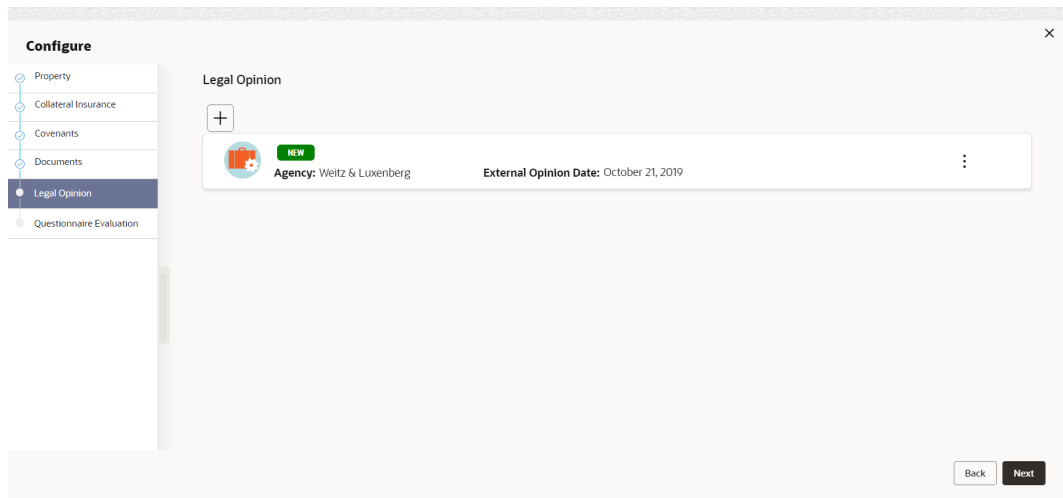 Configure
Property
Collateral Insurance
Covenants
Documents
Legal Opinion
Questionnaire Evaluation
Legal Opinion
NEW
Agency: Weitz & Luxenberg External Opinion Date: October 21, 2019
Back Next